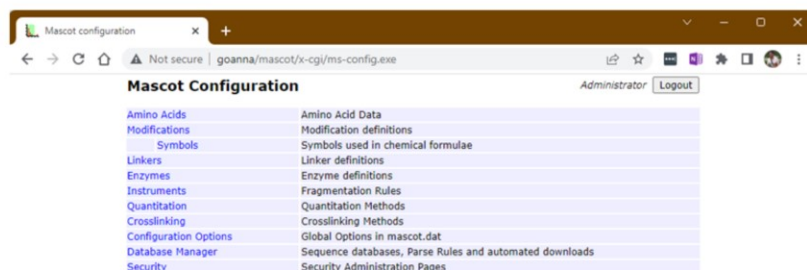 Mascot configuration
Not secure | goanna/mascot/x-cgi/ms-config.exe
Mascot Configuration
Administrator Logout
Amino Acids Amino Acid Data
Modifications Modification definitions
Symbols Symbols used in chemical formulae
Linkers Linker definitions
Enzymes Enzyme definitions
Instruments Fragmentation Rules
Quantitation Quantitation Methods
Crosslinking Crosslinking Methods
Configuration Options Global Options in mascot.dat
Database Manager Sequence databases, Parse Rules and automated downloads
Security Security Administration Pages